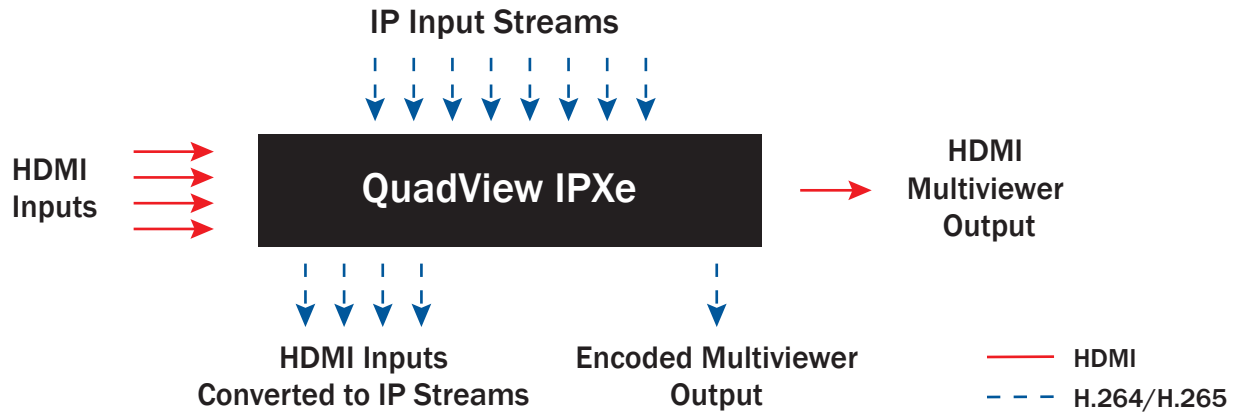 IP Input Streams
HDMI
Inputs
QuadView IPXe
HDMI
Multiviewer
Output
HDMI Inputs
Converted to IP Streams
Encoded Multiviewer
Output
HDMI
H.264/H.265